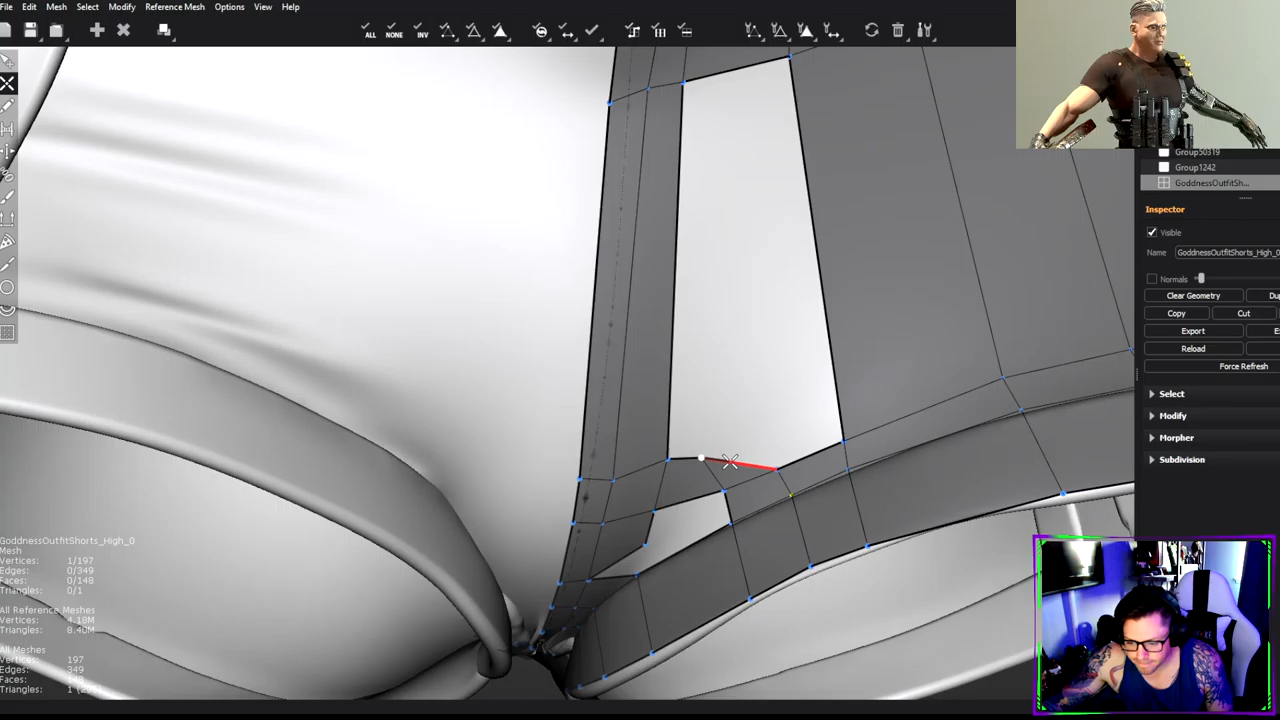 File Edit Mesh Select Modify Reference Mesh Options View Help
ALL NONE INV
Group50319
Group1242
GoddnessOutfitSh...
Inspector
Visible
Name GoddnessOutfitShorts_High_0
Normals
Clear Geometry
Copy Cut
Export
Reload
Force Refresh
Select
Modify
Morpher
Subdivision
GoddnessOutfitShorts_High_0
Mesh
Vertices: 1/197
Edges: 0/349
Faces: 0/148
Triangles: 0/1
All Reference Meshes
Vertices: 4.18M
Triangles: 8.40M
All Meshes
Vertices: 197
Edges: 349
Faces: 148